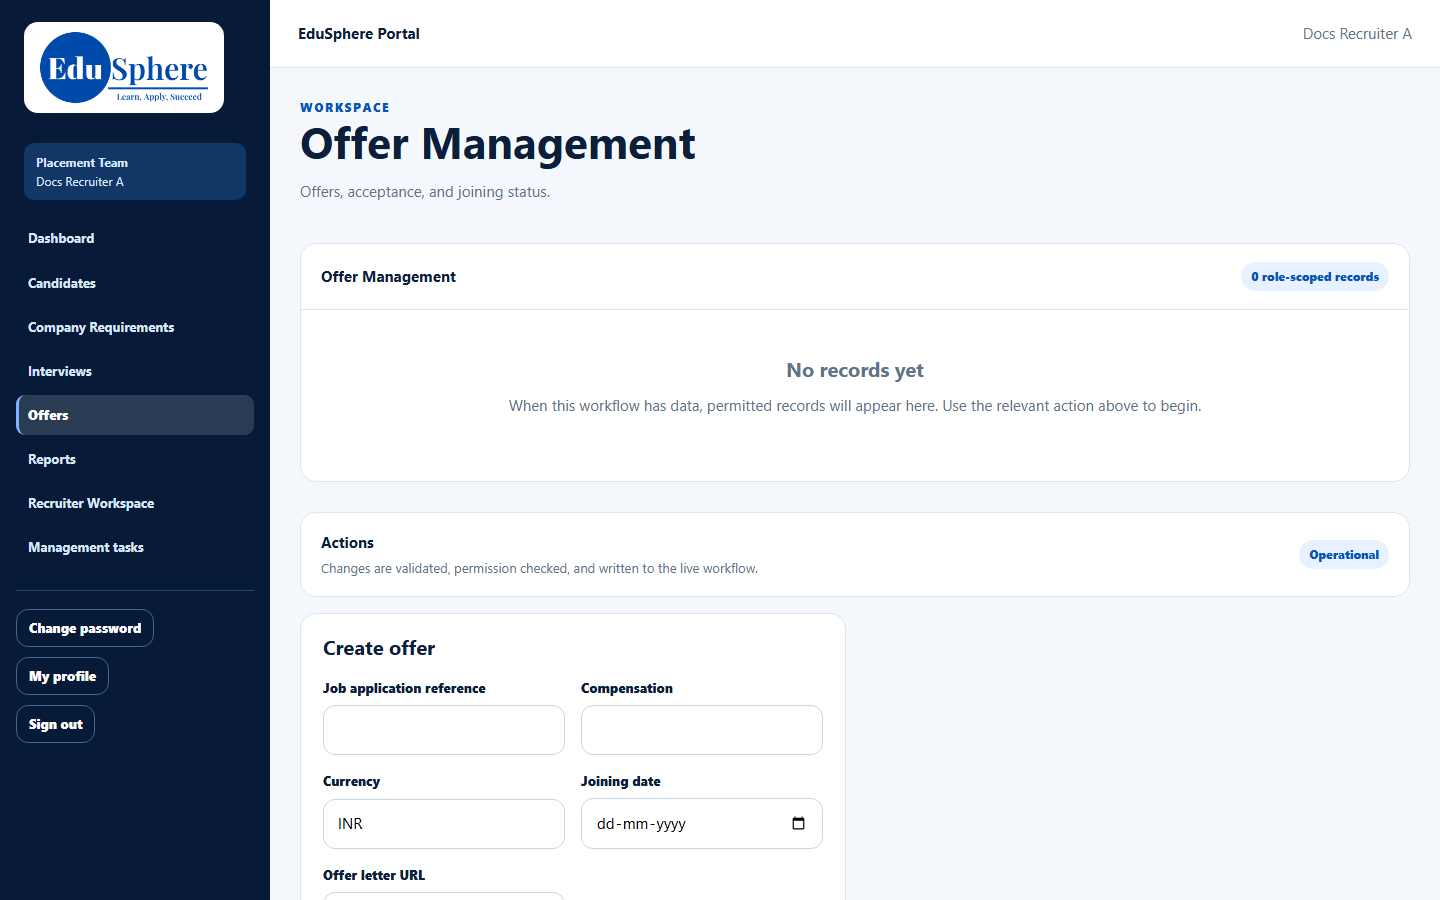 EduSphere
Learn. Apply, Succeed
Placement Team
Docs Recruiter A
Dashboard
Candidates
Company Requirements
Interviews
Offers
Reports
Recruiter Workspace
Management tasks
Change password
My profile
Sign out
EduSphere Portal
Docs Recruiter A
WORKSPACE
Offer Management
Offers, acceptance, and joining status.
Offer Management
0 role-scoped records
No records yet
When this workflow has data, permitted records will appear here. Use the relevant action above to begin.
Actions
Changes are validated, permission checked, and written to the live workflow.
Operational
Create offer
Job application reference
Compensation
Currency
Joining date
INR
dd-mm-yyyy
Offer letter URL